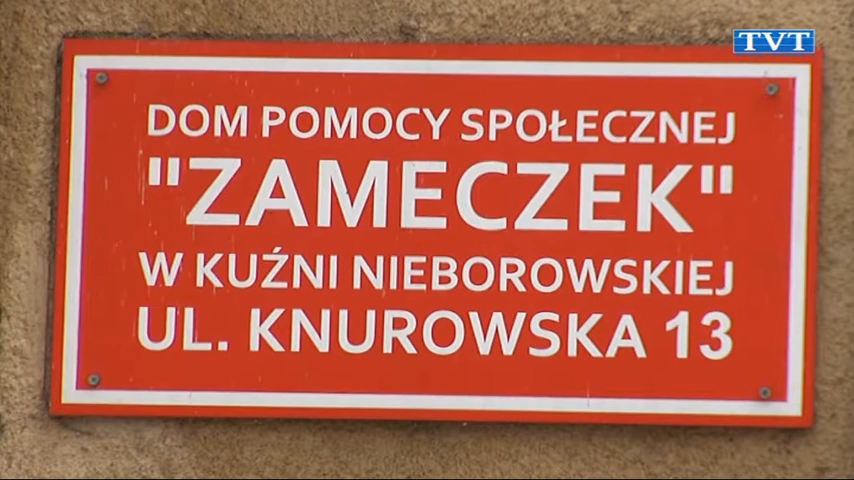 TVT
DOM POMOCY SPOŁECZNEJ
"ZAMECZEK"
W KUŹNI NIEBOROWSKIEJ
UL. KNUROWSKA 13